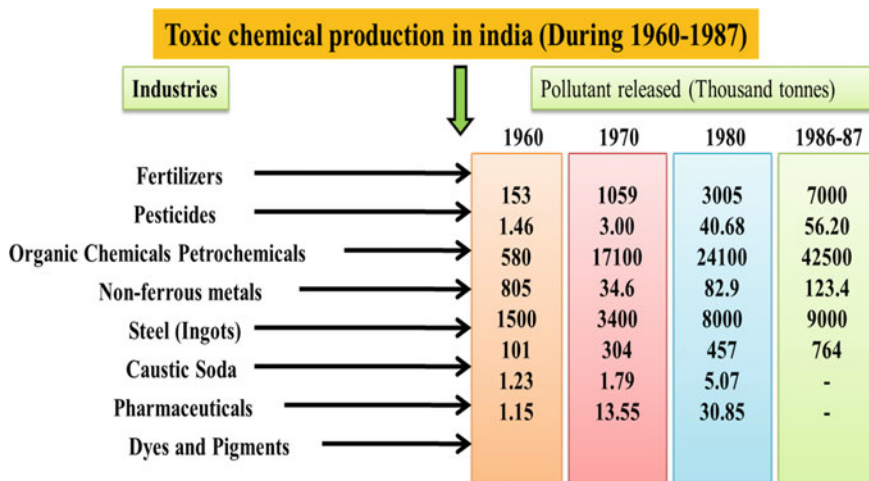 Toxic chemical production in india (During 1960-1987)
Industries
Pollutant released (Thousand tonnes)
1960 1970 1980 1986-87
Fertilizers
153 1059 3005 7000
Pesticides
1.46 3.00 40.68 56.20
Organic Chemicals Petrochemicals
580 17100 24100 42500
Non-ferrous metals
805 34.6 82.9 123.4
Steel (Ingots)
1500 3400 8000 9000
101 304 457 764
Caustic Soda
1.23 1.79 5.07 -
Pharmaceuticals
1.15 13.55 30.85 -
Dyes and Pigments